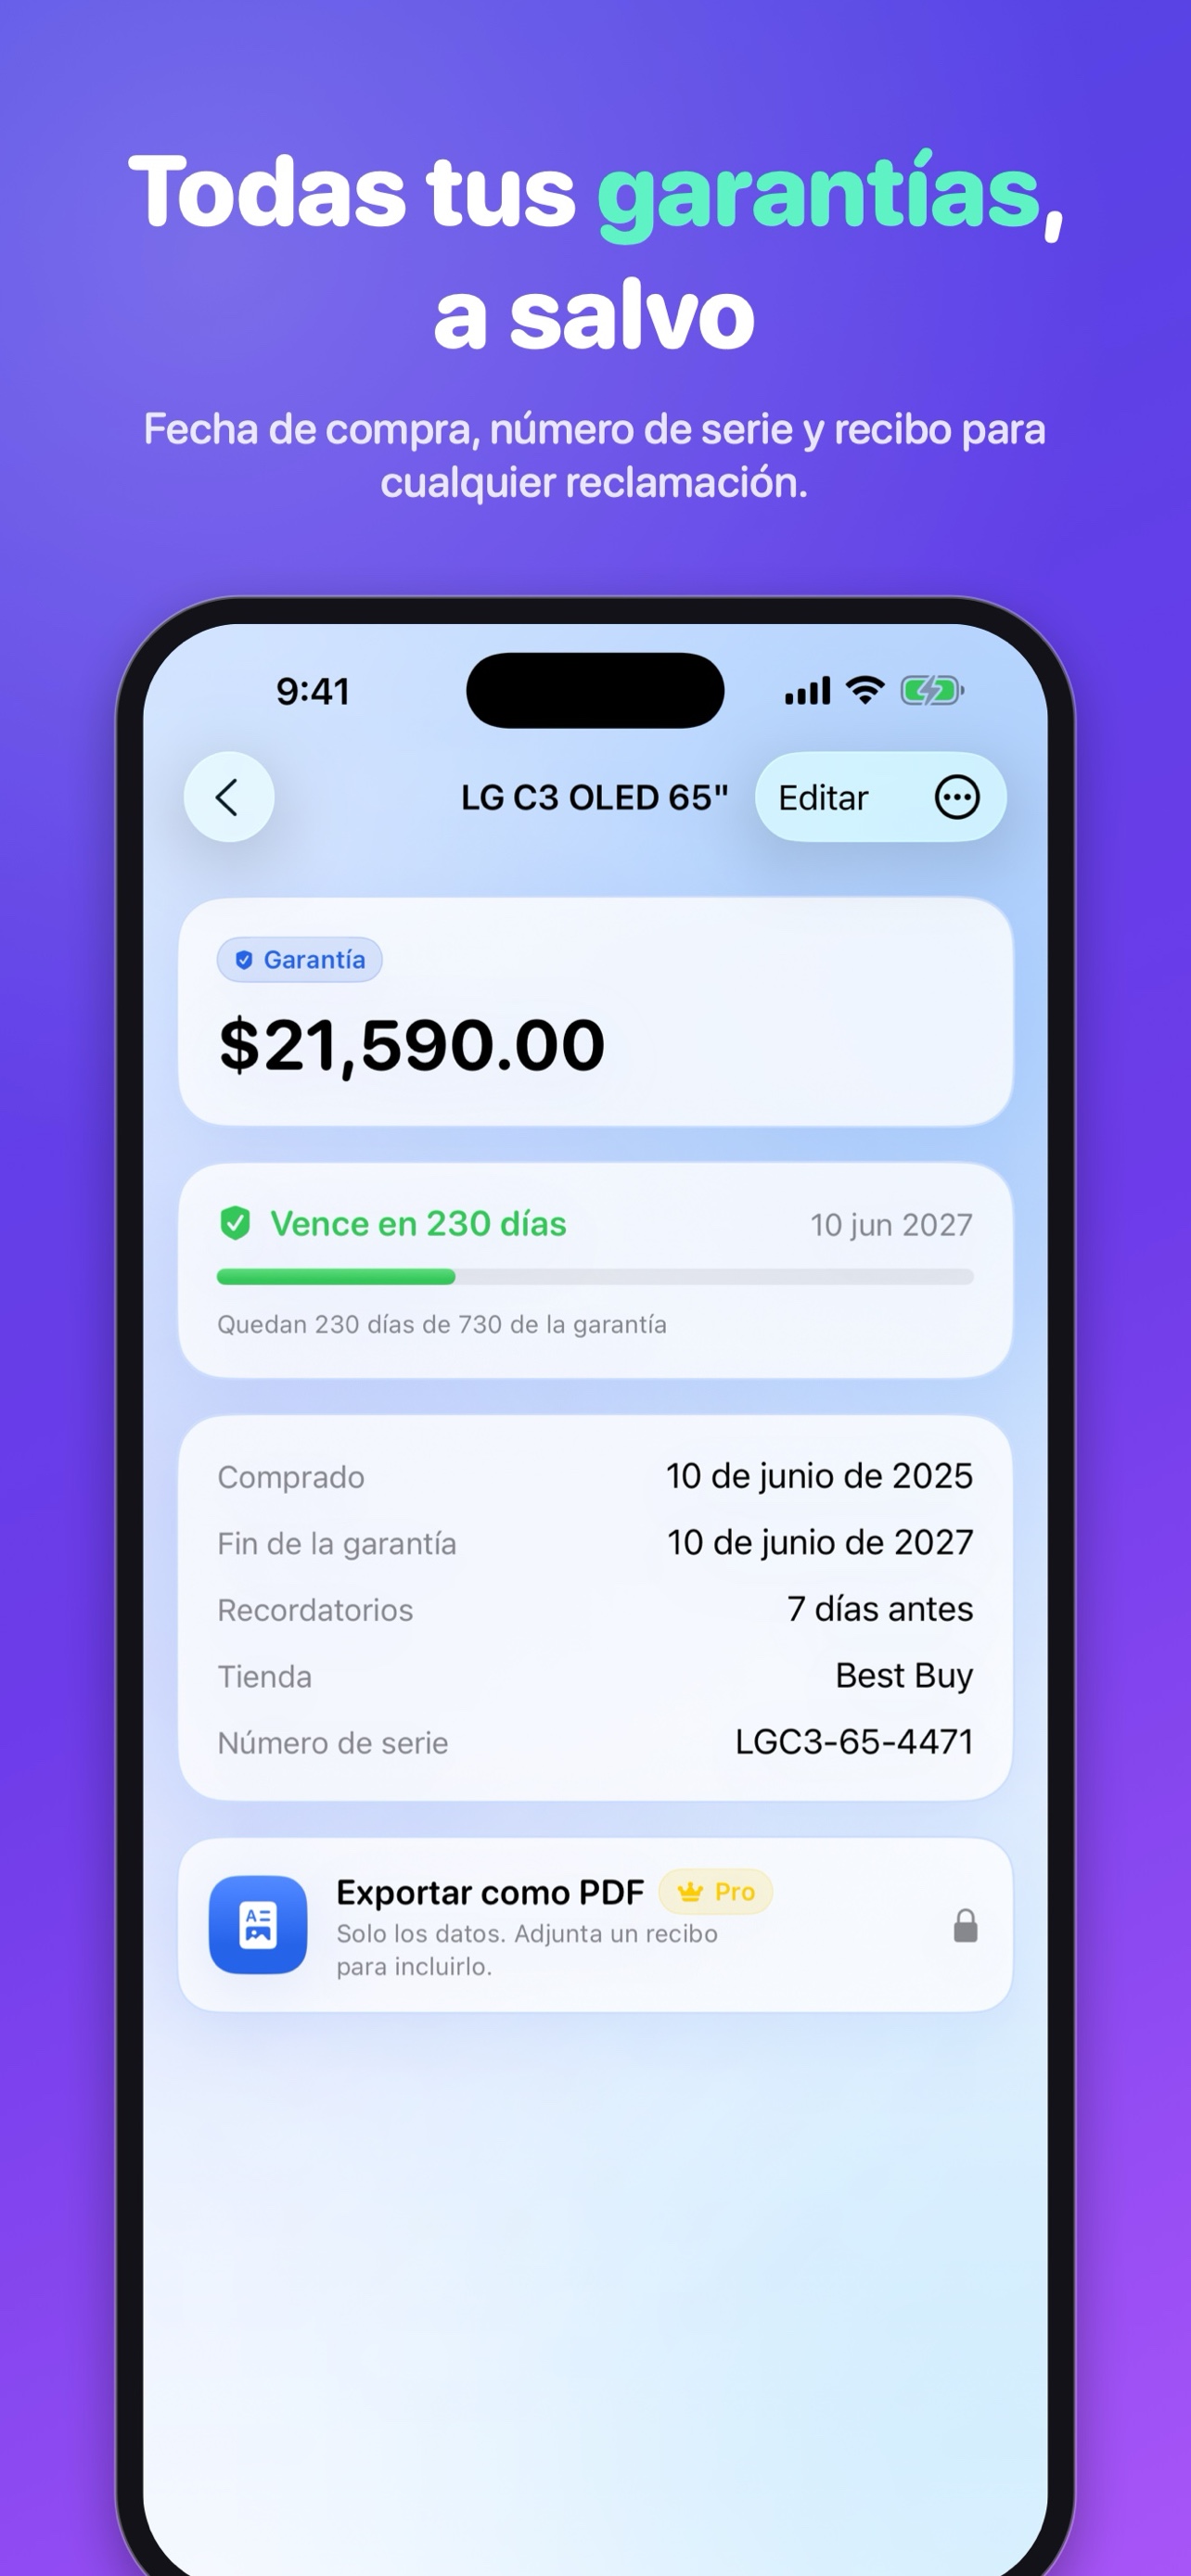 Todas tus garantías,
a salvo
Fecha de compra, número de serie y recibo para
cualquier reclamación.
9:41
LG C3 OLED 65"
Editar
Garantía
$21,590.00
Vence en 230 días
10 jun 2027
Quedan 230 días de 730 de la garantía
Comprado
10 de junio de 2025
Fin de la garantía
10 de junio de 2027
Recordatorios
7 días antes
Tienda
Best Buy
Número de serie
LGC3-65-4471
Exportar como PDF
Pro
Solo los datos. Adjunta un recibo
para incluirlo.